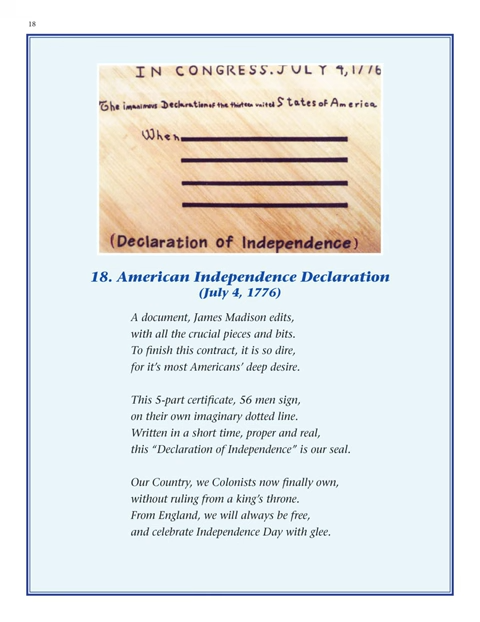 18
IN CONGRESS. JULY 4, 1776
The imanimous Declaration of the thirteen united States of America
When
(Declaration of Independence)
18. American Independence Declaration
(July 4, 1776)
A document, James Madison edits,
with all the crucial pieces and bits.
To finish this contract, it is so dire,
for it's most Americans' deep desire.
This 5-part certificate, 56 men sign,
on their own imaginary dotted line.
Written in a short time, proper and real,
this “Declaration of Independence” is our seal.
Our Country, we Colonists now finally own,
without ruling from a king's throne.
From England, we will always be free,
and celebrate Independence Day with glee.